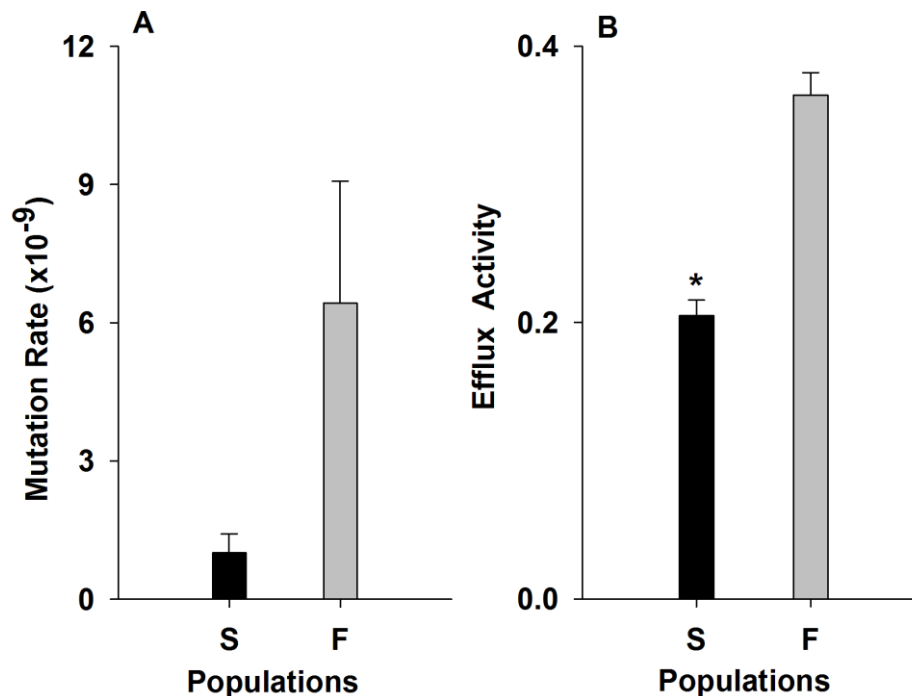 A
12
9
6
3
0
Mutation Rate (x10-9)
S F
Populations
B
0.4
0.2
0.0
Efflux Activity
*
S F
Populations